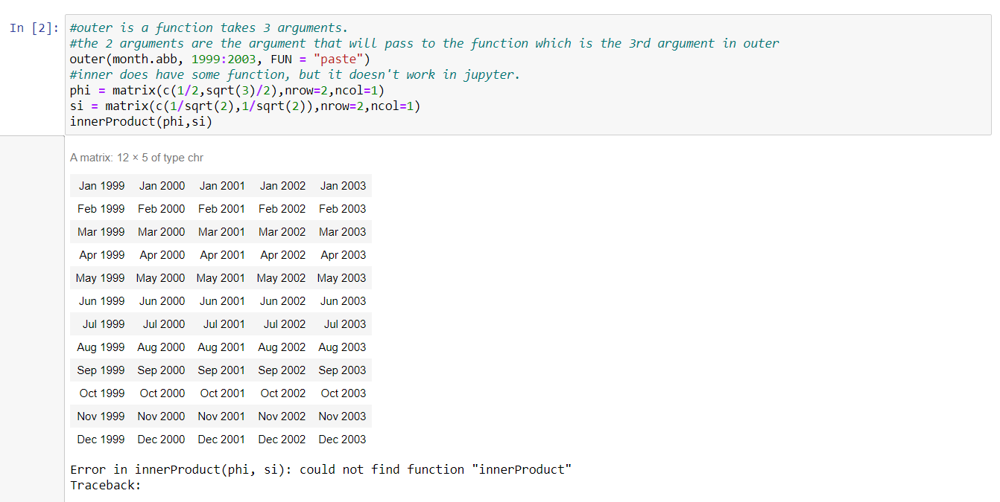 In [2]:
#outer is a function takes 3 arguments.
#the 2 arguments are the argument that will pass to the function which is the 3rd argument in outer
outer(month.abb, 1999:2003, FUN = "paste")
#inner does have some function, but it doesn't work in jupyter.
phi = matrix(c(1/2,sqrt(3)/2),nrow=2,ncol=1)
si = matrix(c(1/sqrt(2),1/sqrt(2)),nrow=2,ncol=1)
innerProduct(phi,si)
A matrix: 12 × 5 of type chr
Jan 1999 Jan 2000 Jan 2001 Jan 2002 Jan 2003
Feb 1999 Feb 2000 Feb 2001 Feb 2002 Feb 2003
Mar 1999 Mar 2000 Mar 2001 Mar 2002 Mar 2003
Apr 1999 Apr 2000 Apr 2001 Apr 2002 Apr 2003
May 1999 May 2000 May 2001 May 2002 May 2003
Jun 1999 Jun 2000 Jun 2001 Jun 2002 Jun 2003
Jul 1999 Jul 2000 Jul 2001 Jul 2002 Jul 2003
Aug 1999 Aug 2000 Aug 2001 Aug 2002 Aug 2003
Sep 1999 Sep 2000 Sep 2001 Sep 2002 Sep 2003
Oct 1999 Oct 2000 Oct 2001 Oct 2002 Oct 2003
Nov 1999 Nov 2000 Nov 2001 Nov 2002 Nov 2003
Dec 1999 Dec 2000 Dec 2001 Dec 2002 Dec 2003
Error in innerProduct(phi, si): could not find function "innerProduct"
Traceback: